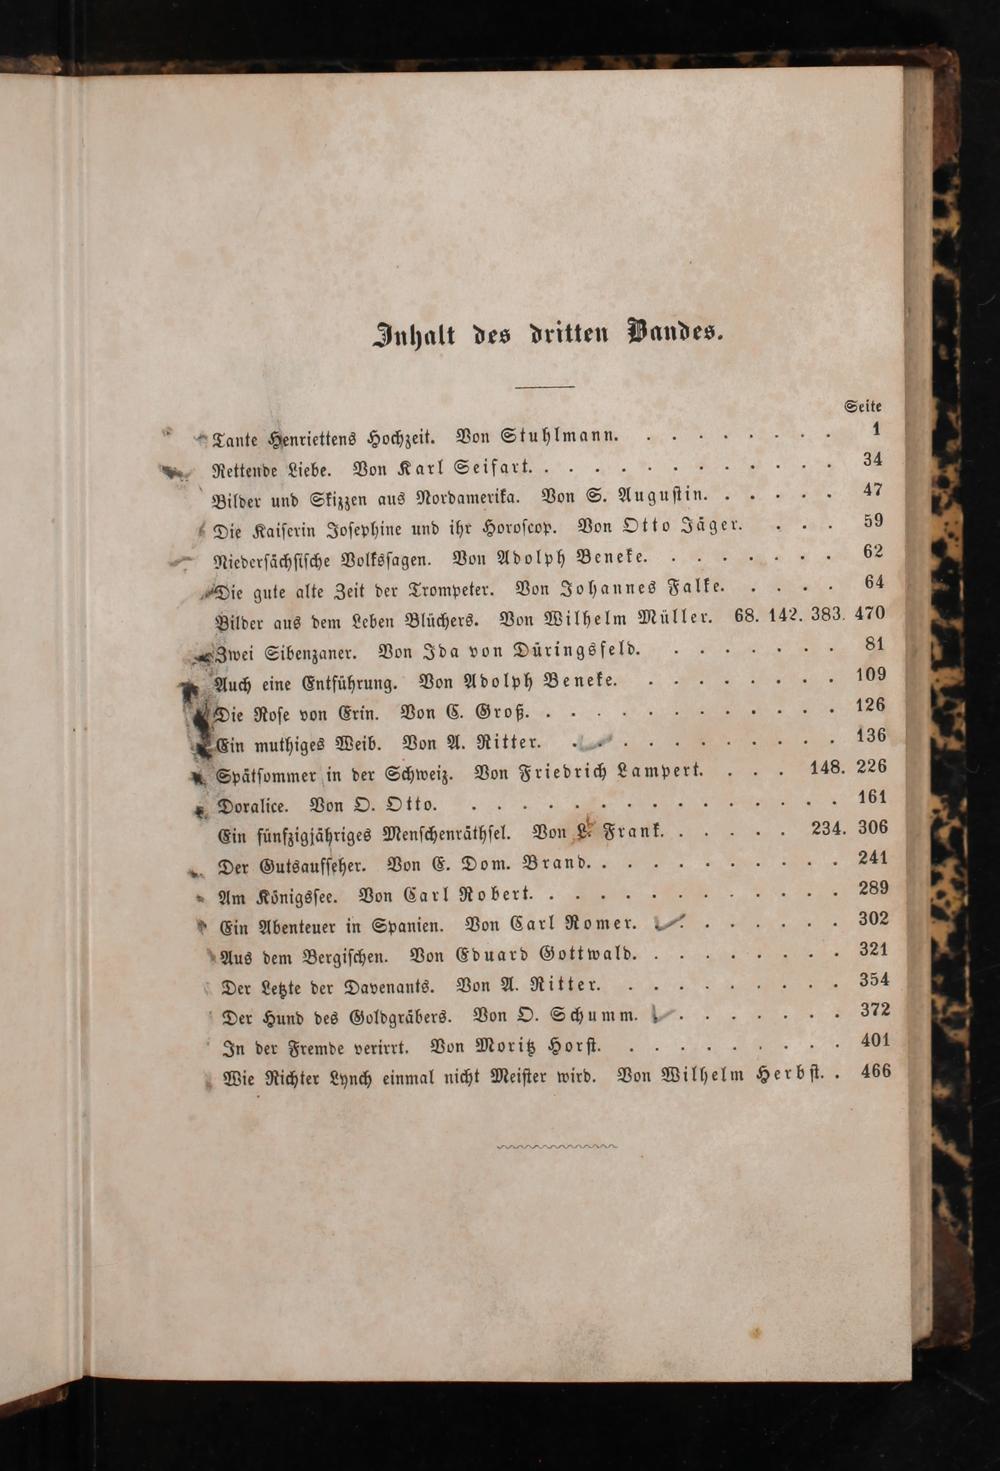 Inhalt des dritten Bandes.
Seite
Tante Henriettens Hochzeit. Von Stuhlmann. . . . . . . . . 1
Rettende Liebe. Von Karl Seifart. . . . . . . . . . . . . 34
Bilder und Skizzen aus Nordamerika. Von S. Augustin. . . . . . 47
Die Kaiserin Josephine und ihr Horoscop. Von Otto Jäger. . . . 59
Niedersächsische Volkssagen. Von Adolph Beneke. . . . . . . . 62
Die gute alte Zeit der Trompeter. Von Johannes Falke. . . . . 64
Bilder aus dem Leben Blüchers. Von Wilhelm Müller. 68. 142. 383. 470
Zwei Sibenzaner. Von Ida von Düringsfeld. . . . . . . . 81
Auch eine Entführung. Von Adolph Beneke. . . . . . . . . 109
Die Rose von Erin. Von C. Groß. . . . . . . . . . . . . 126
Ein muthiges Weib. Von A. Ritter. . . . . . . . . . . . 136
Spätsommer in der Schweiz. Von Friedrich Lampert. . . . 148. 226
Doralice. Von O. Otto. . . . . . . . . . . . . . . . 161
Ein fünfzigjähriges Menschenräthsel. Von L. Frank. . . . . . 234. 306
Der Gutsaufseher. Von E. Dom. Brand. . . . . . . . . . . 241
Am Königssee. Von Carl Robert. . . . . . . . . . . . . 289
Ein Abenteuer in Spanien. Von Carl Romer. . . . . . . . 302
Aus dem Bergischen. Von Eduard Gottwald. . . . . . . . . 321
Der Letzte der Davenants. Von A. Ritter. . . . . . . . . . 354
Der Hund des Goldgräbers. Von O. Schumm. . . . . . . . 372
In der Fremde verirrt. Von Moritz Horst. . . . . . . . . . 401
Wie Richter Lynch einmal nicht Meister wird. Von Wilhelm Herbst. . 466